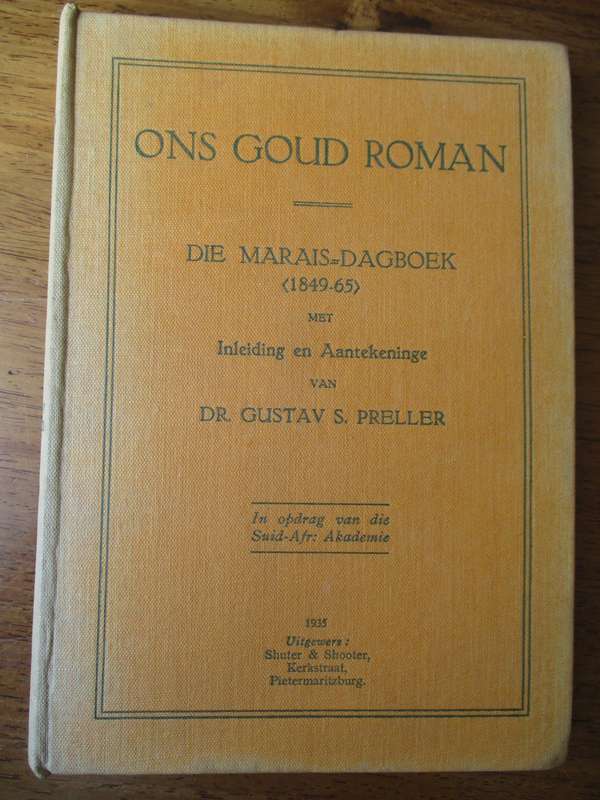 ONS GOUD ROMAN
DIE MARAIS=DAGBOEK
(1849-65)
MET
Inleiding en Aantekeninge
VAN
DR. GUSTAV S. PRELLER
In opdrag van die
Suid-Afr: Akademie
1935
Uitgewers:
Shuter & Shooter,
Kerkstraat,
Pietermaritzburg.